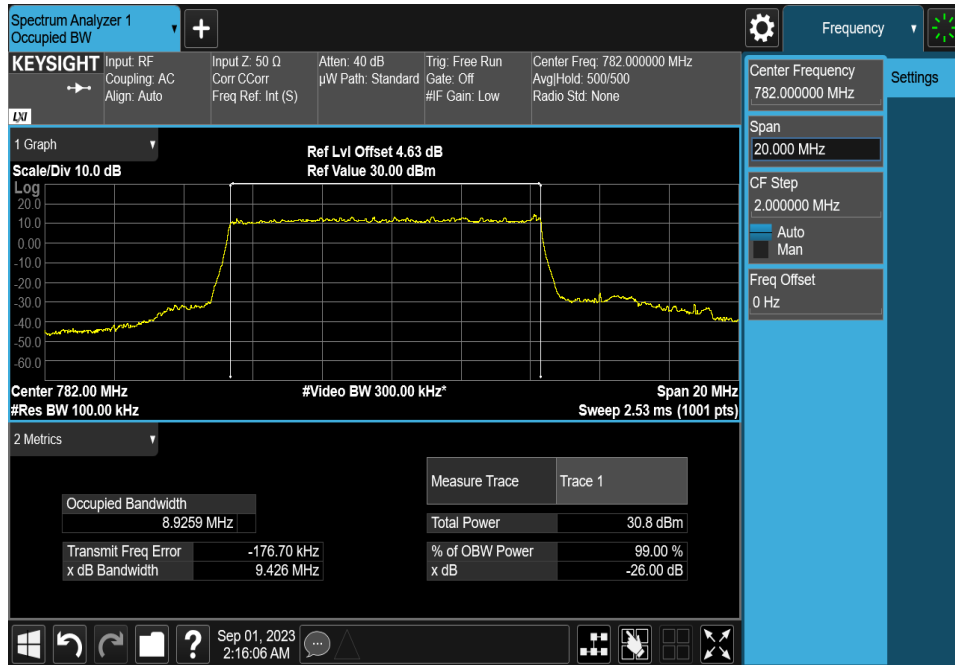 Spectrum Analyzer 1
Occupied BW
+
Frequency
KEYSIGHT
LXI
Input: RF
Coupling: AC
Align: Auto
Input Z: 50 Ω
Corr CCorr
Freq Ref: Int (S)
Atten: 40 dB
µW Path: Standard
Trig: Free Run
Gate: Off
#IF Gain: Low
Center Freq: 782.000000 MHz
Avg|Hold: 500/500
Radio Std: None
Center Frequency
782.000000 MHz
Settings
Span
20.000 MHz
CF Step
2.000000 MHz
Auto
Man
Freq Offset
0 Hz
1 Graph
Scale/Div 10.0 dB
Ref Lvl Offset 4.63 dB
Ref Value 30.00 dBm
Log
20.0
10.0
0.00
-10.0
-20.0
-30.0
-40.0
-50.0
-60.0
Center 782.00 MHz
#Video BW 300.00 kHz*
Span 20 MHz
#Res BW 100.00 kHz
Sweep 2.53 ms (1001 pts)
2 Metrics
Measure Trace
Trace 1
Occupied Bandwidth
8.9259 MHz
Total Power
30.8 dBm
Transmit Freq Error
-176.70 kHz
% of OBW Power
99.00 %
x dB Bandwidth
9.426 MHz
x dB
-26.00 dB
?
Sep 01, 2023
2:16:06 AM